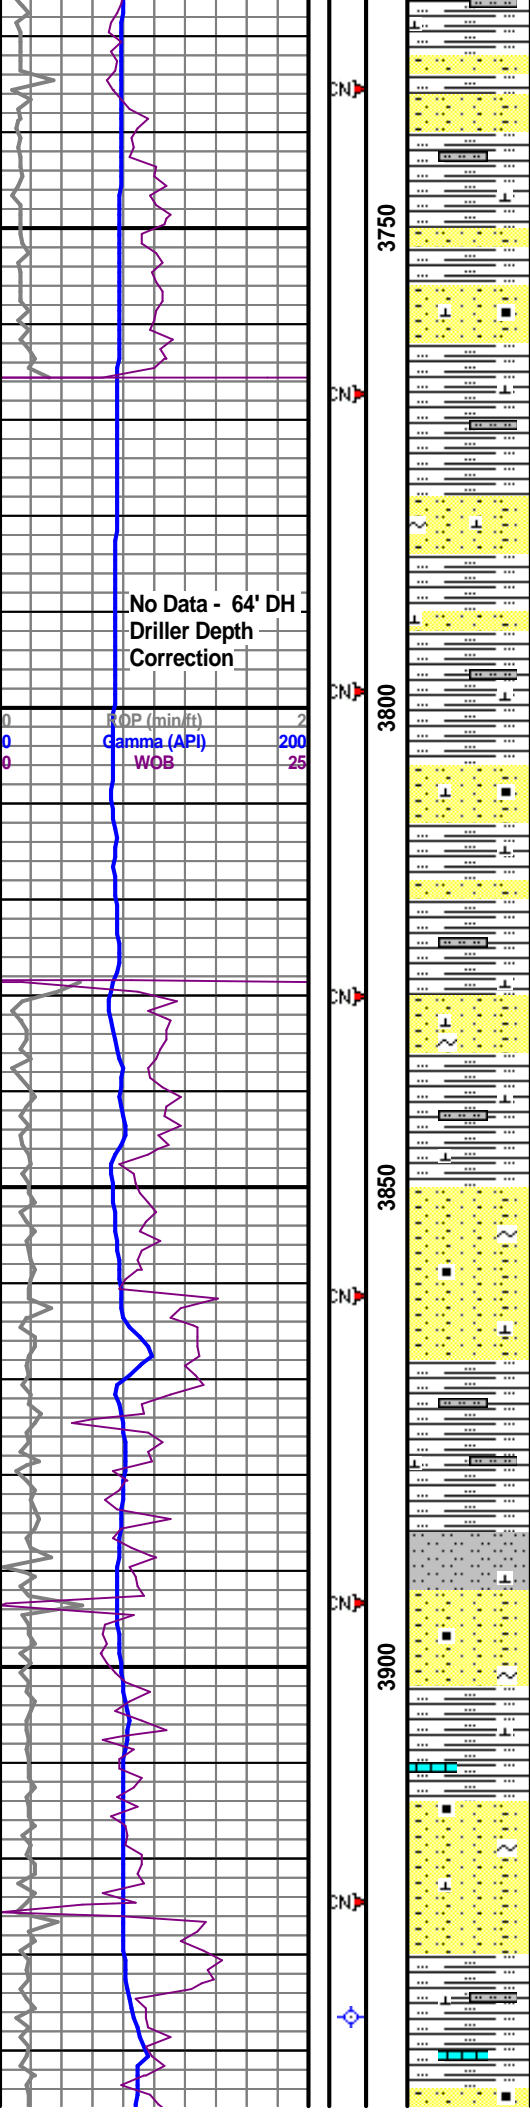 CN]
3750
CN]
No Data - 64' DH
Driller Depth
Correction
CN]
3800
0 ROP (min/ft) 2
0 Gamma (API) 200
0 WOB 25
CN]
3850
CN]
CN]
3900
CN]